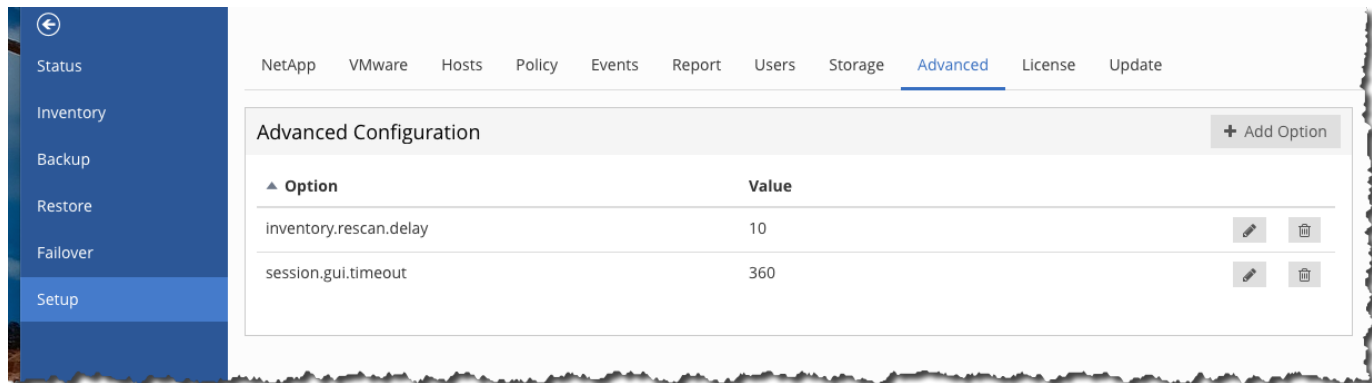 Status
Inventory
Backup
Restore
Failover
Setup
NetApp VMware Hosts Policy Events Report Users Storage Advanced License Update
Advanced Configuration
+ Add Option
▲ Option Value
inventory.rescan.delay 10
session.gui.timeout 360